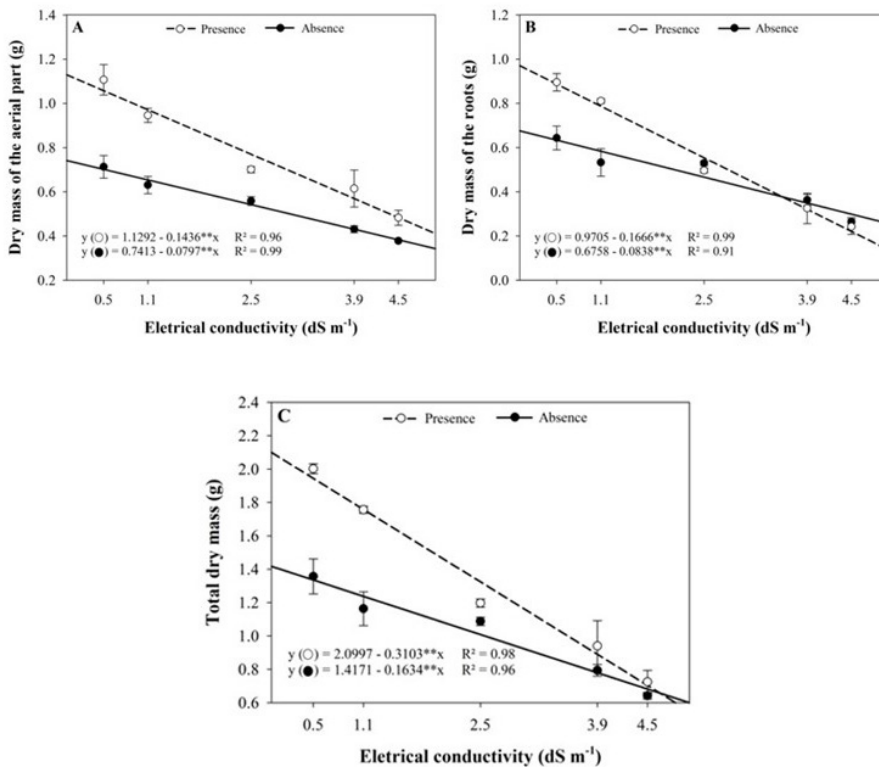 A
Presence Absence
Dry mass of the aerial part (g)
1.4
1.2
1.0
0.8
0.6
0.4
0.2
y (○) = 1.1292 - 0.1436**x R² = 0.96
y (●) = 0.7413 - 0.0797**x R² = 0.99
0.5 1.1 2.5 3.9 4.5
Eletrical conductivity (dS m⁻¹)
B
Presence Absence
Dry mass of the roots (g)
1.2
1.0
0.8
0.6
0.4
0.2
0.0
y (○) = 0.9705 - 0.1666**x R² = 0.99
y (●) = 0.6758 - 0.0838**x R² = 0.91
0.5 1.1 2.5 3.9 4.5
Eletrical conductivity (dS m⁻¹)
C
Presence Absence
Total dry mass (g)
2.4
2.2
2.0
1.8
1.6
1.4
1.2
1.0
0.8
0.6
y (○) = 2.0997 - 0.3103**x R² = 0.98
y (●) = 1.4171 - 0.1634**x R² = 0.96
0.5 1.1 2.5 3.9 4.5
Eletrical conductivity (dS m⁻¹)